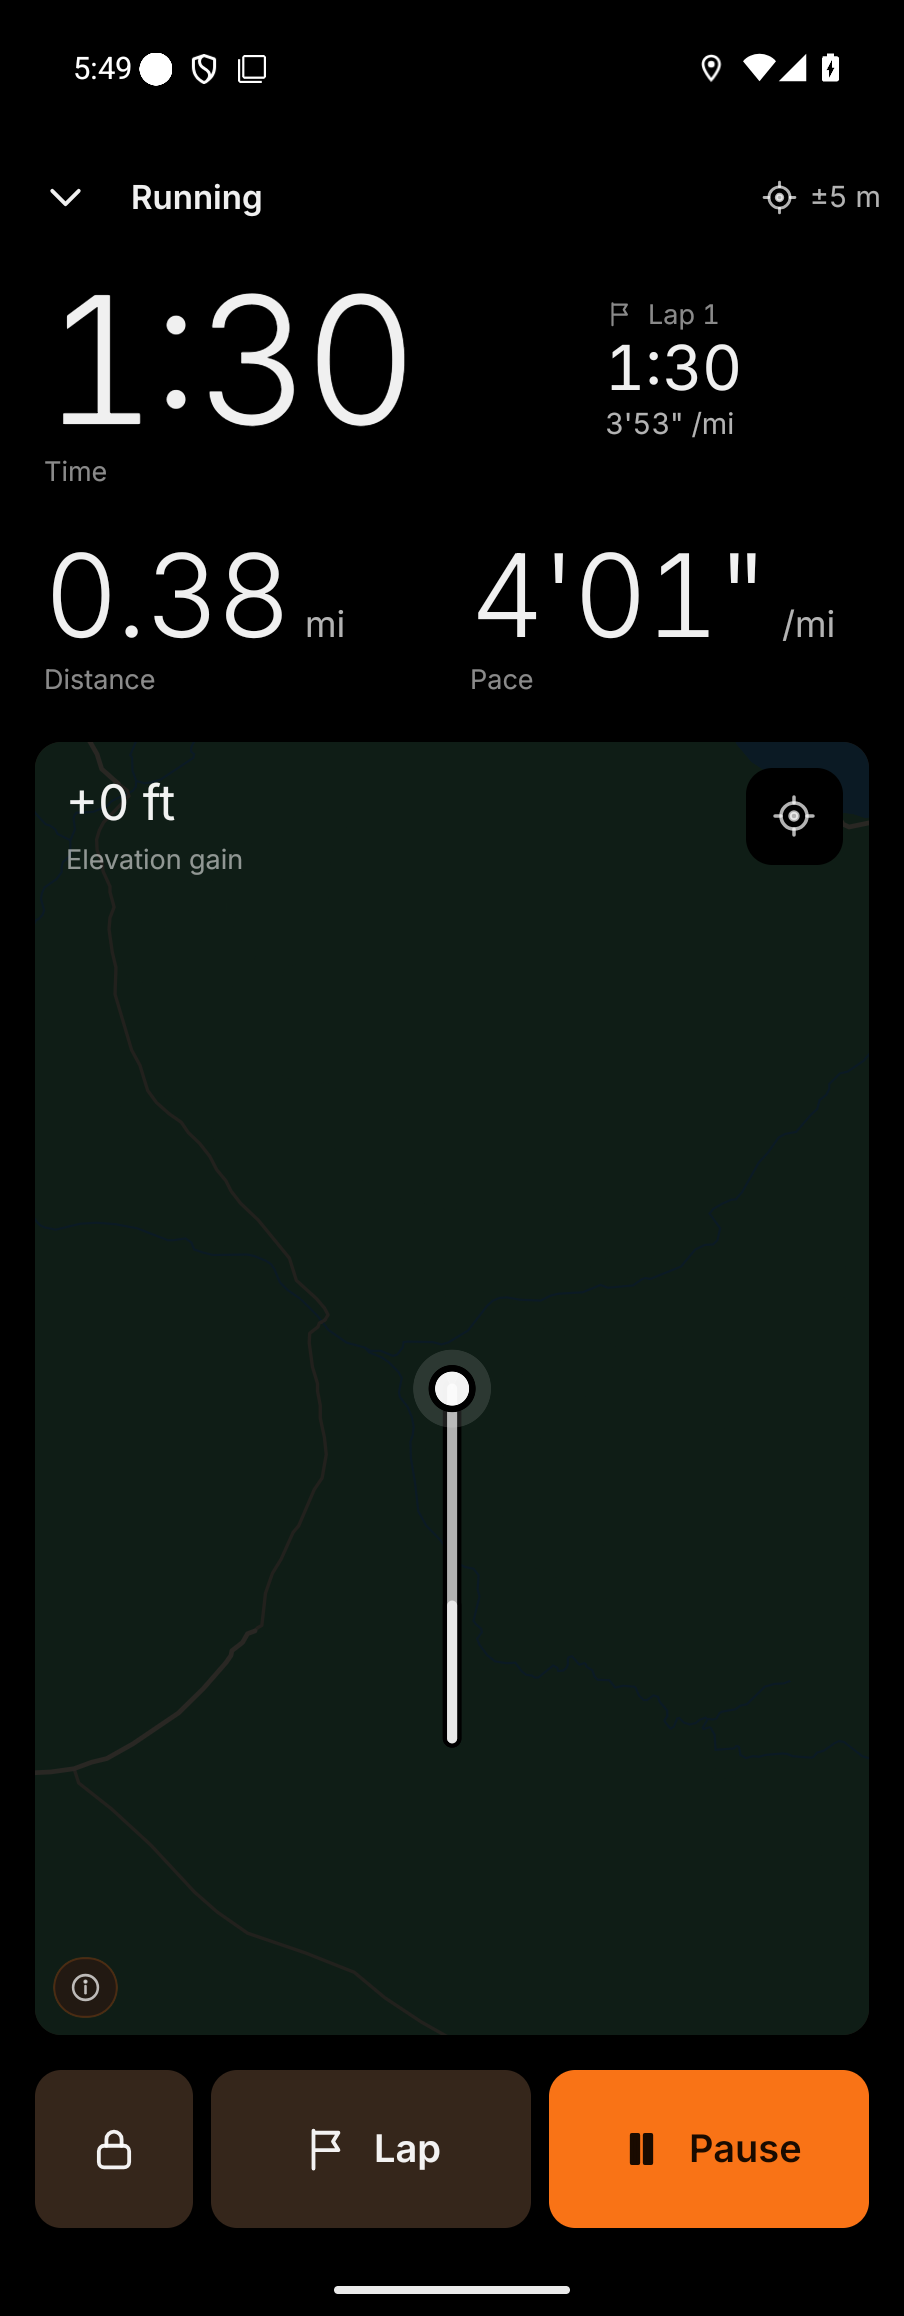 5:49
Running
±5 m
1:30
Time
Lap 1
1:30
3'53" /mi
0.38 mi
Distance
4'01" /mi
Pace
+0 ft
Elevation gain
Lap
Pause